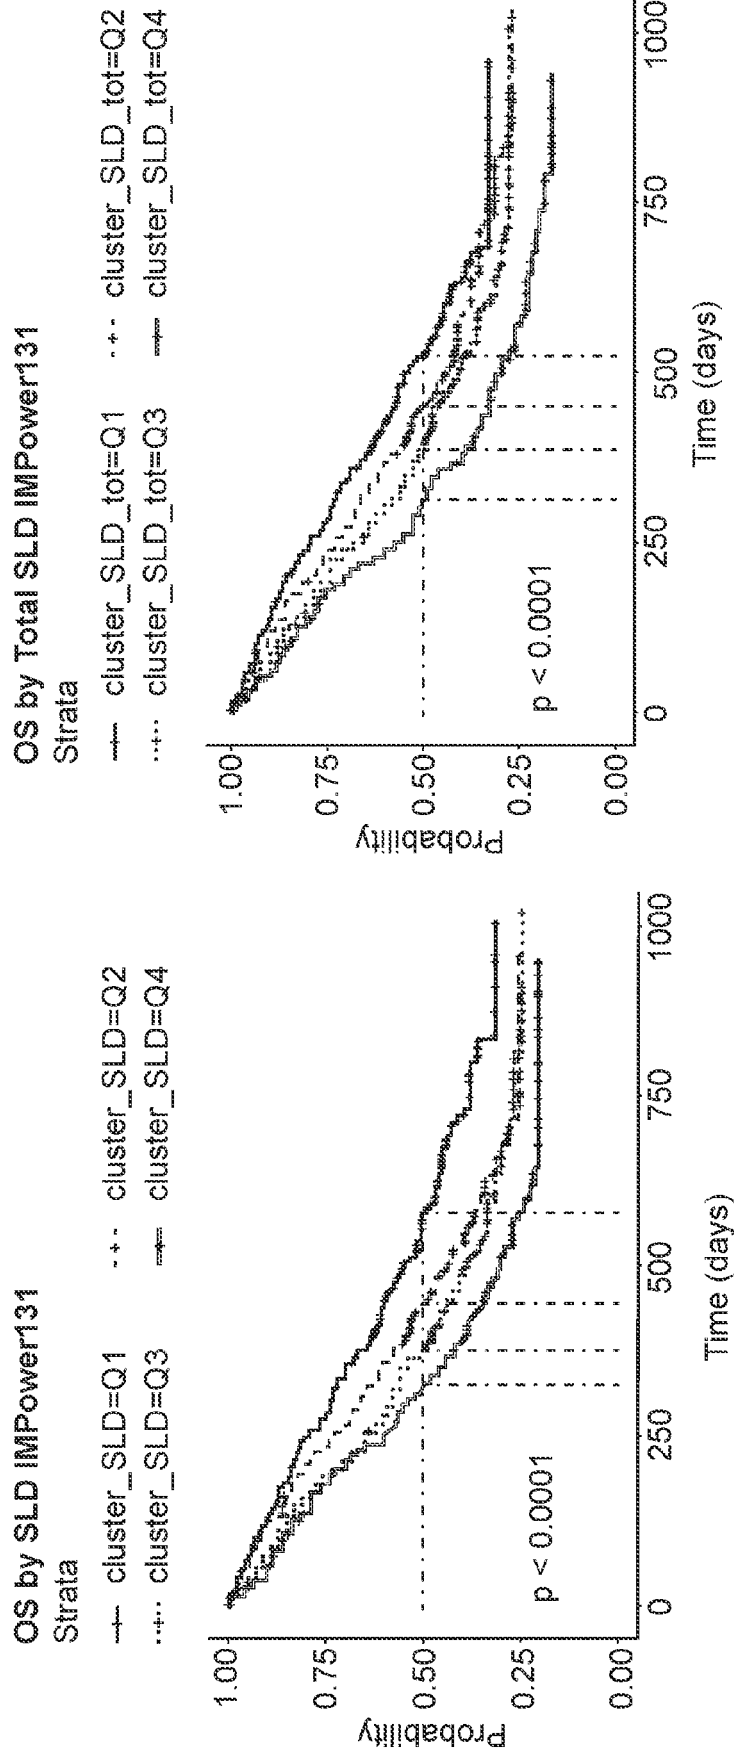 OS by SLD IMPower131
Strata
cluster_SLD=Q1
cluster_SLD=Q2
cluster_SLD=Q3
cluster_SLD=Q4
Probability
1.00
0.75
0.50
0.25
0.00
p < 0.0001
0
250
500
750
1000
Time (days)
OS by Total SLD IMPower131
Strata
cluster_SLD_tot=Q1
cluster_SLD_tot=Q2
cluster_SLD_tot=Q3
cluster_SLD_tot=Q4
Probability
1.00
0.75
0.50
0.25
0.00
p < 0.0001
0
250
500
750
1000
Time (days)